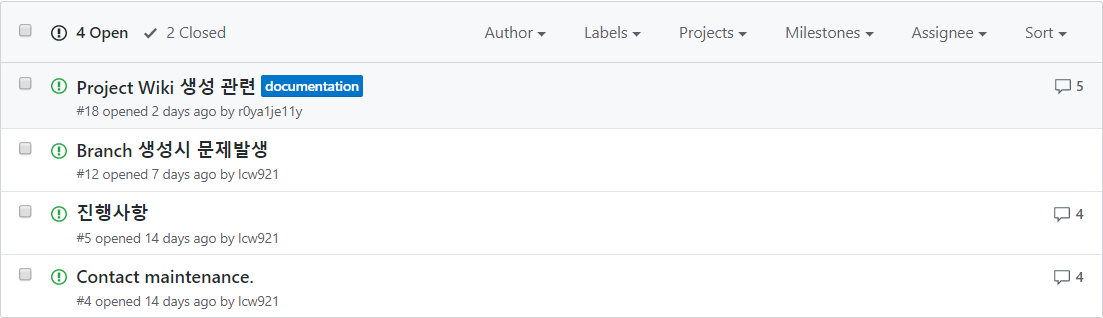 4 Open 2 Closed Author Labels Projects Milestones Assignee Sort
Project Wiki 생성 관련 documentation 5
#18 opened 2 days ago by r0ya1je11y
Branch 생성시 문제발생
#12 opened 7 days ago by lcw921
진행사항 4
#5 opened 14 days ago by lcw921
Contact maintenance. 4
#4 opened 14 days ago by lcw921